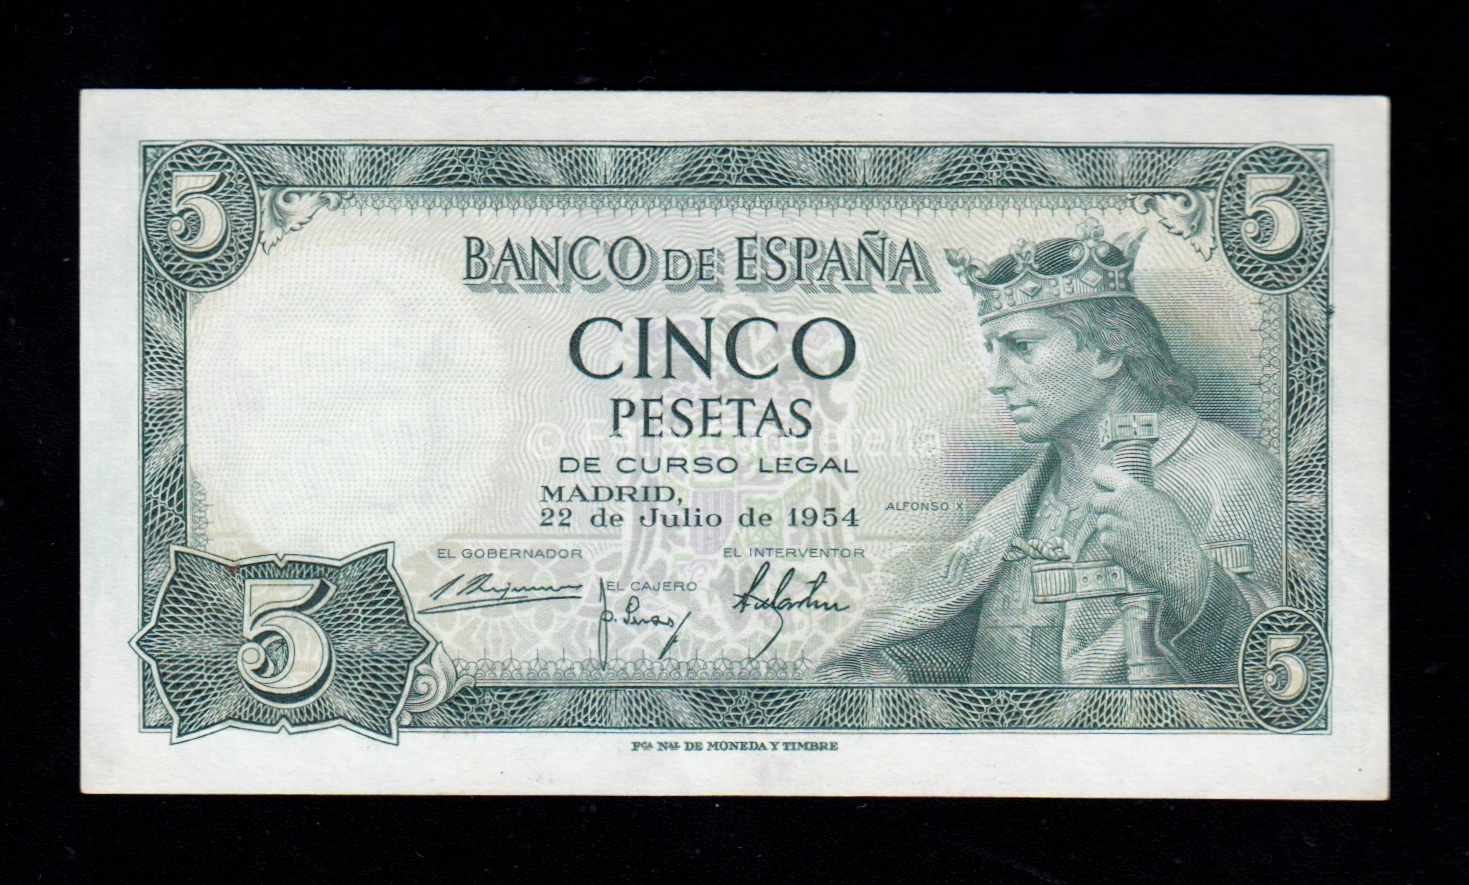 5
5
BANCO DE ESPAÑA
CINCO
PESETAS
DE CURSO LEGAL
MADRID,
22 de Julio de 1954
ALFONSO X
EL GOBERNADOR
EL INTERVENTOR
EL CAJERO
5
5
Fᶜᴬ Nᴬᴸ DE MONEDA Y TIMBRE